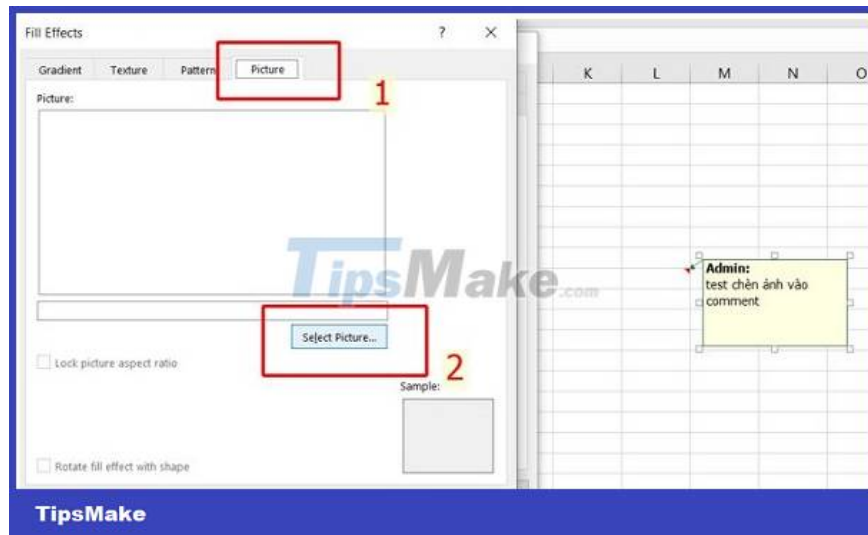 Fill Effects
?
Gradient Texture Pattern Picture
1
Picture:
K L M N O
TipsMake.com
Admin:
test chèn ảnh vào
comment
Select Picture...
Lock picture aspect ratio
2
Sample:
Rotate fill effect with shape
TipsMake